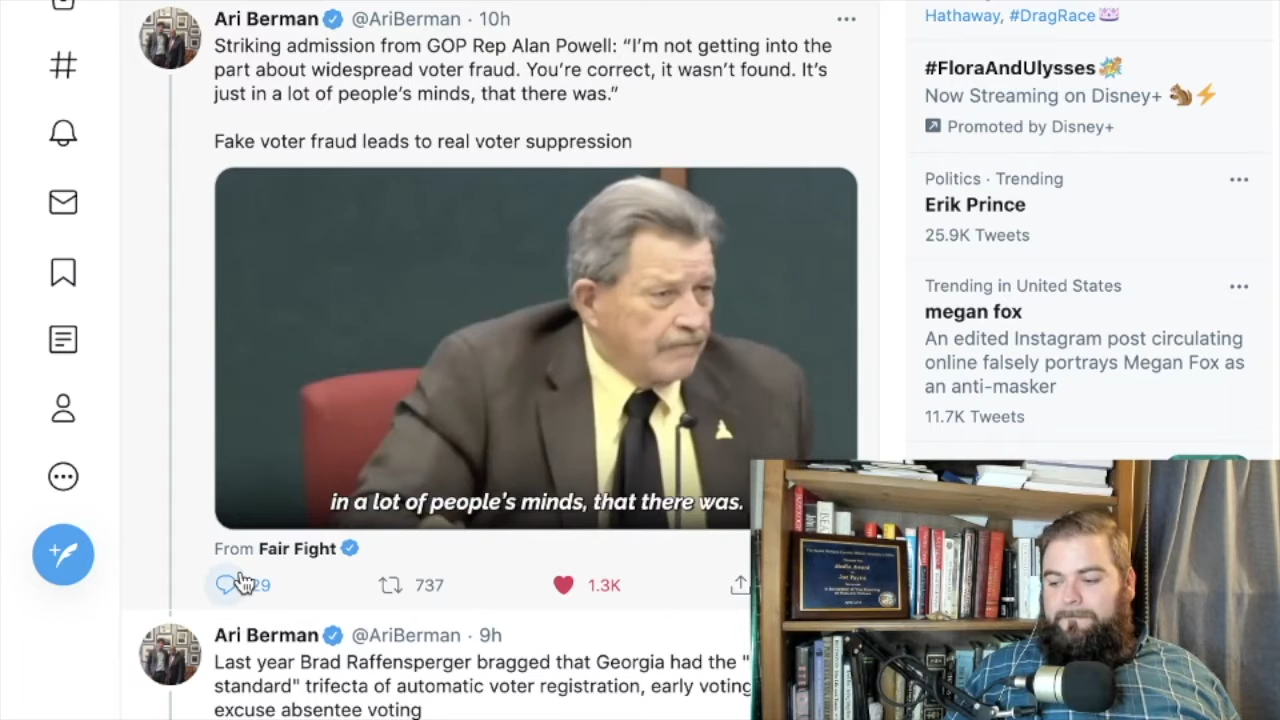 Ari Berman @AriBerman · 10h
Striking admission from GOP Rep Alan Powell: “I’m not getting into the
part about widespread voter fraud. You’re correct, it wasn’t found. It’s
just in a lot of people’s minds, that there was.”
Fake voter fraud leads to real voter suppression
in a lot of people's minds, that there was.
From Fair Fight
29 737 1.3K
Ari Berman @AriBerman · 9h
Last year Brad Raffensperger bragged that Georgia had the "
standard" trifecta of automatic voter registration, early voting
excuse absentee voting
Hathaway, #DragRace
#FloraAndUlysses
Now Streaming on Disney+
Promoted by Disney+
Politics · Trending
Erik Prince
25.9K Tweets
Trending in United States
megan fox
An edited Instagram post circulating
online falsely portrays Megan Fox as
an anti-masker
11.7K Tweets